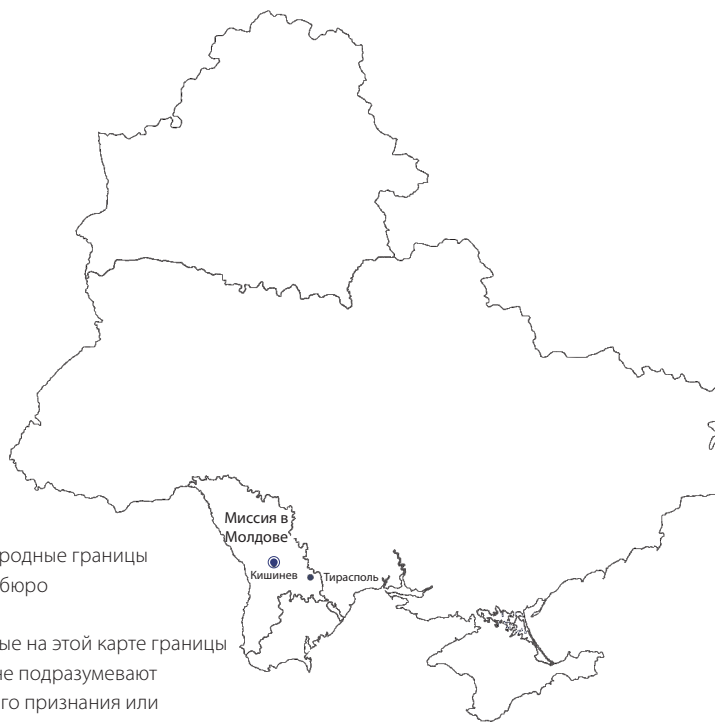 Миссия в
Молдове
Кишинев
Тирасполь
родные границы
бюро
ые на этой карте границы
не подразумевают
го признания или